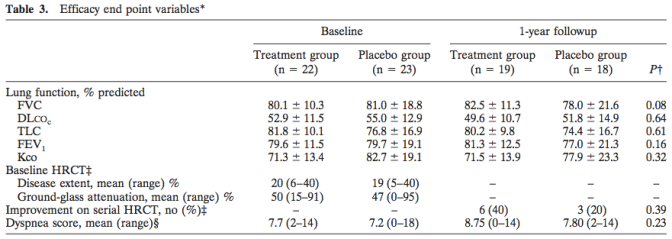 Table 3. Efficacy end point variables*
Baseline 1-year followup
Treatment group (n = 22) Placebo group (n = 23) Treatment group (n = 19) Placebo group (n = 18) P†
Lung function, % predicted
FVC 80.1 ± 10.3 81.0 ± 18.8 82.5 ± 11.3 78.0 ± 21.6 0.08
DLCOc 52.9 ± 11.5 55.0 ± 12.9 49.6 ± 10.7 51.8 ± 14.9 0.64
TLC 81.8 ± 10.1 76.8 ± 16.9 80.2 ± 9.8 74.4 ± 16.7 0.61
FEV1 79.6 ± 11.5 79.7 ± 19.1 81.3 ± 12.5 77.0 ± 21.3 0.16
Kco 71.3 ± 13.4 82.7 ± 19.1 71.5 ± 13.9 77.9 ± 23.3 0.32
Baseline HRCT‡
Disease extent, mean (range) % 20 (6–40) 19 (5–40) – – –
Ground-glass attenuation, mean (range) % 50 (15–91) 47 (0–95) – – –
Improvement on serial HRCT, no (%)‡ – – 6 (40) 3 (20) 0.39
Dyspnea score, mean (range)§ 7.7 (2–14) 7.2 (0–18) 8.75 (0–14) 7.80 (2–14) 0.23